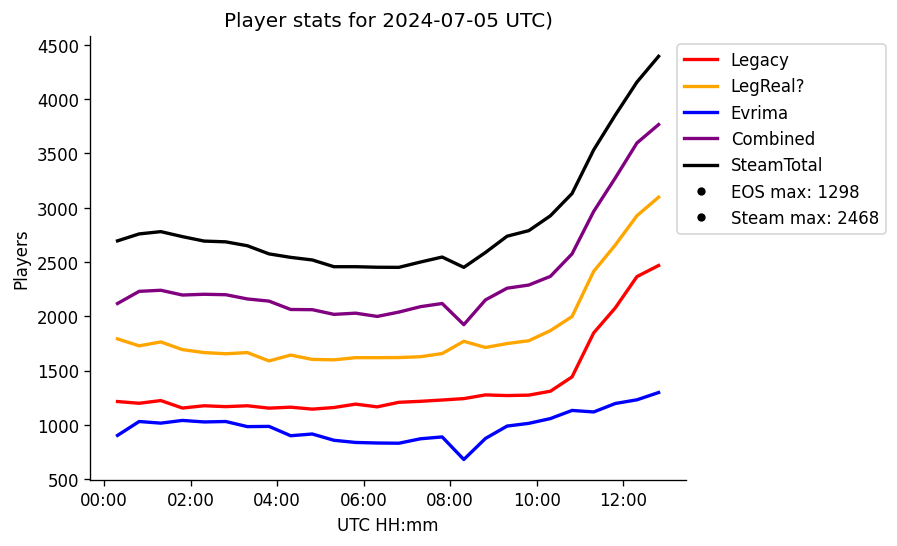 Player stats for 2024-07-05 UTC)
4500
4000
3500
3000
2500
2000
1500
1000
500
Players
00:00 02:00 04:00 06:00 08:00 10:00 12:00
UTC HH:mm
Legacy
LegReal?
Evrima
Combined
SteamTotal
EOS max: 1298
Steam max: 2468